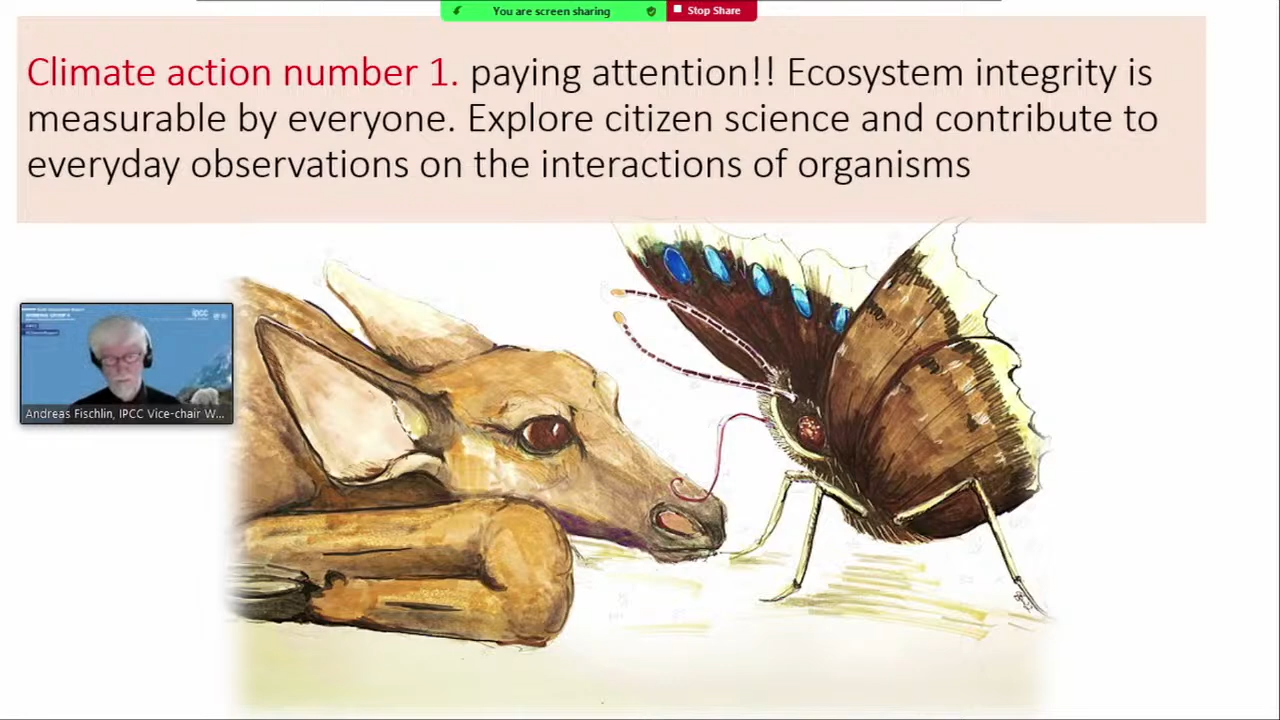 You are screen sharing
Stop Share
Climate action number 1. paying attention!! Ecosystem integrity is
measurable by everyone. Explore citizen science and contribute to
everyday observations on the interactions of organisms
ipcc
Andreas Fischlin, IPCC Vice-chair W...